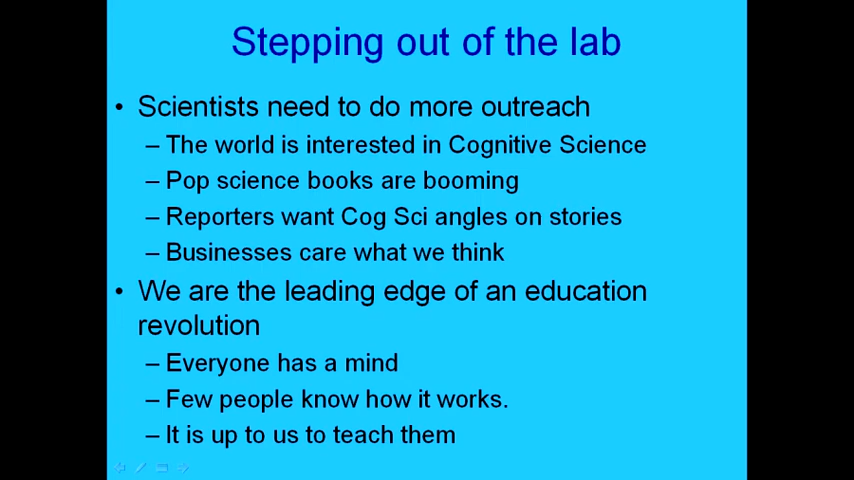 Stepping out of the lab
• Scientists need to do more outreach
– The world is interested in Cognitive Science
– Pop science books are booming
– Reporters want Cog Sci angles on stories
– Businesses care what we think
• We are the leading edge of an education
revolution
– Everyone has a mind
– Few people know how it works.
– It is up to us to teach them